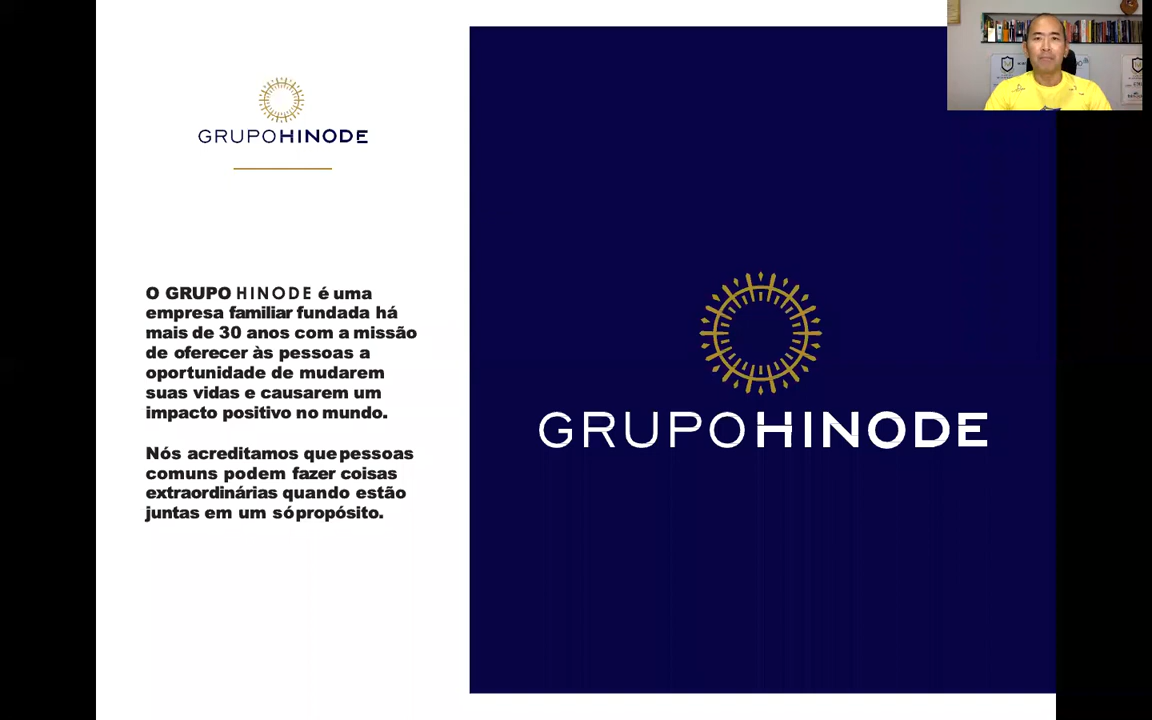 GRUPOHINODE
O GRUPO HINODE é uma
empresa familiar fundada há
mais de 30 anos com a missão
de oferecer às pessoas a
oportunidade de mudarem
suas vidas e causarem um
impacto positivo no mundo.
Nós acreditamos que pessoas
comuns podem fazer coisas
extraordinárias quando estão
juntas em um só propósito.
GRUPOHINODE